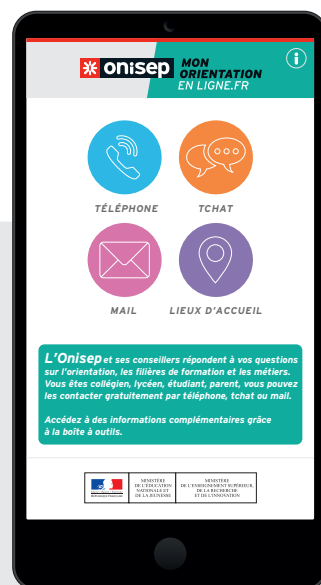 onisep MON
ORIENTATION
EN LIGNE.FR
i
TÉLÉPHONE TCHAT
MAIL LIEUX D'ACCUEIL
L'Onisep et ses conseillers répondent à vos questions
sur l'orientation, les filières de formation et les métiers.
Vous êtes collégien, lycéen, étudiant, parent, vous pouvez
les contacter gratuitement par téléphone, tchat ou mail.
Accédez à des informations complémentaires grâce
à la boîte à outils.
MINISTÈRE
DE L'ÉDUCATION
NATIONALE ET
DE LA JEUNESSE
MINISTÈRE
DE L'ENSEIGNEMENT SUPÉRIEUR,
DE LA RECHERCHE
ET DE L'INNOVATION